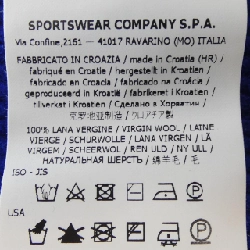 SPORTSWEAR COMPANY S.P.A.
Via Confine, 2161 — 41017 RAVARINO (MO) ITALIA
FABBRICATO IN CROAZIA / made in Croatia (HR) /
fabriqué en Croatie / hergestellt in Kroatien /
fabricado en Croacia / fabricado na Croácia /
geproduceerd in Kroatië / fabrikeret i Kroatien /
tilverket i Kroatien / Сделано в Хорватии /
克罗地亚制造 / クロアチア製
100% LANA VERGINE / VIRGIN WOOL / LAINE
VIERGE / SCHURWOLLE / LANA VIRGEN / LÃ
VIRGEM / SCHEERWOL / REN ULD / NY ULL /
НАТУРАЛЬНАЯ ШЕРСТЬ / 绵羊毛 / 毛
ISO - JIS
USA